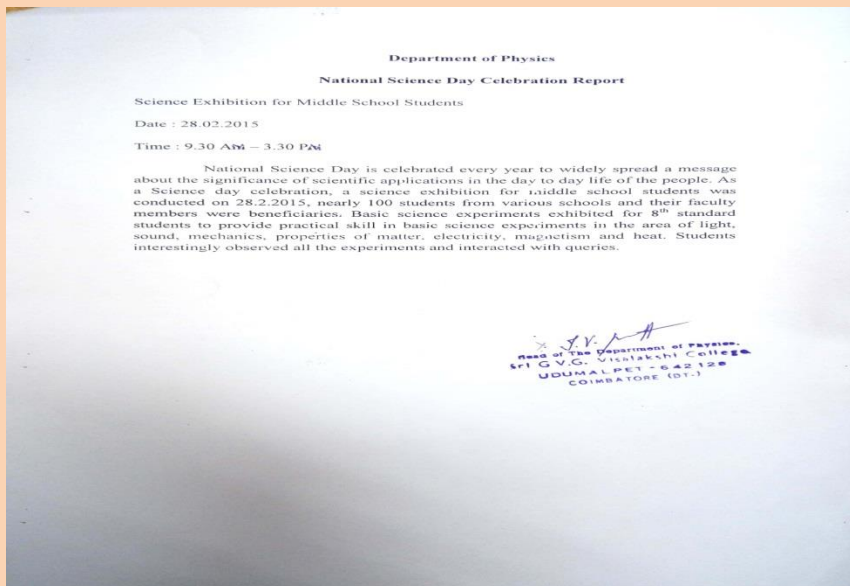 Department of Physics
National Science Day Celebration Report
Science Exhibition for Middle School Students
Date : 28.02.2015
Time : 9.30 AM – 3.30 PM
National Science Day is celebrated every year to widely spread a message
about the significance of scientific applications in the day to day life of the people. As
a Science day celebration, a science exhibition for middle school students was
conducted on 28.2.2015, nearly 100 students from various schools and their faculty
members were beneficiaries. Basic science experiments exhibited for 8th standard
students to provide practical skill in basic science experiments in the area of light,
sound, mechanics, properties of matter, electricity, magnetism and heat. Students
interestingly observed all the experiments and interacted with queries.
Head of The Department of Physics,
Sri G.V.G. Visalakshi College
UDUMALPET - 642 128
COIMBATORE (DT.)